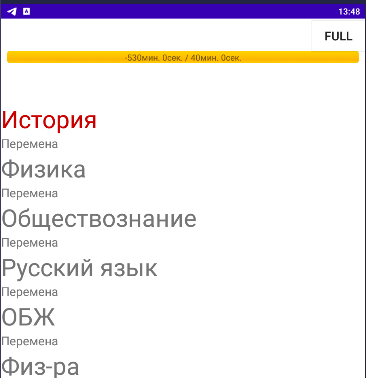 13:48
FULL
-530мин. 0сек. / 40мин. 0сек.
История
Перемена
Физика
Перемена
Обществознание
Перемена
Русский язык
Перемена
ОБЖ
Перемена
Физ-ра